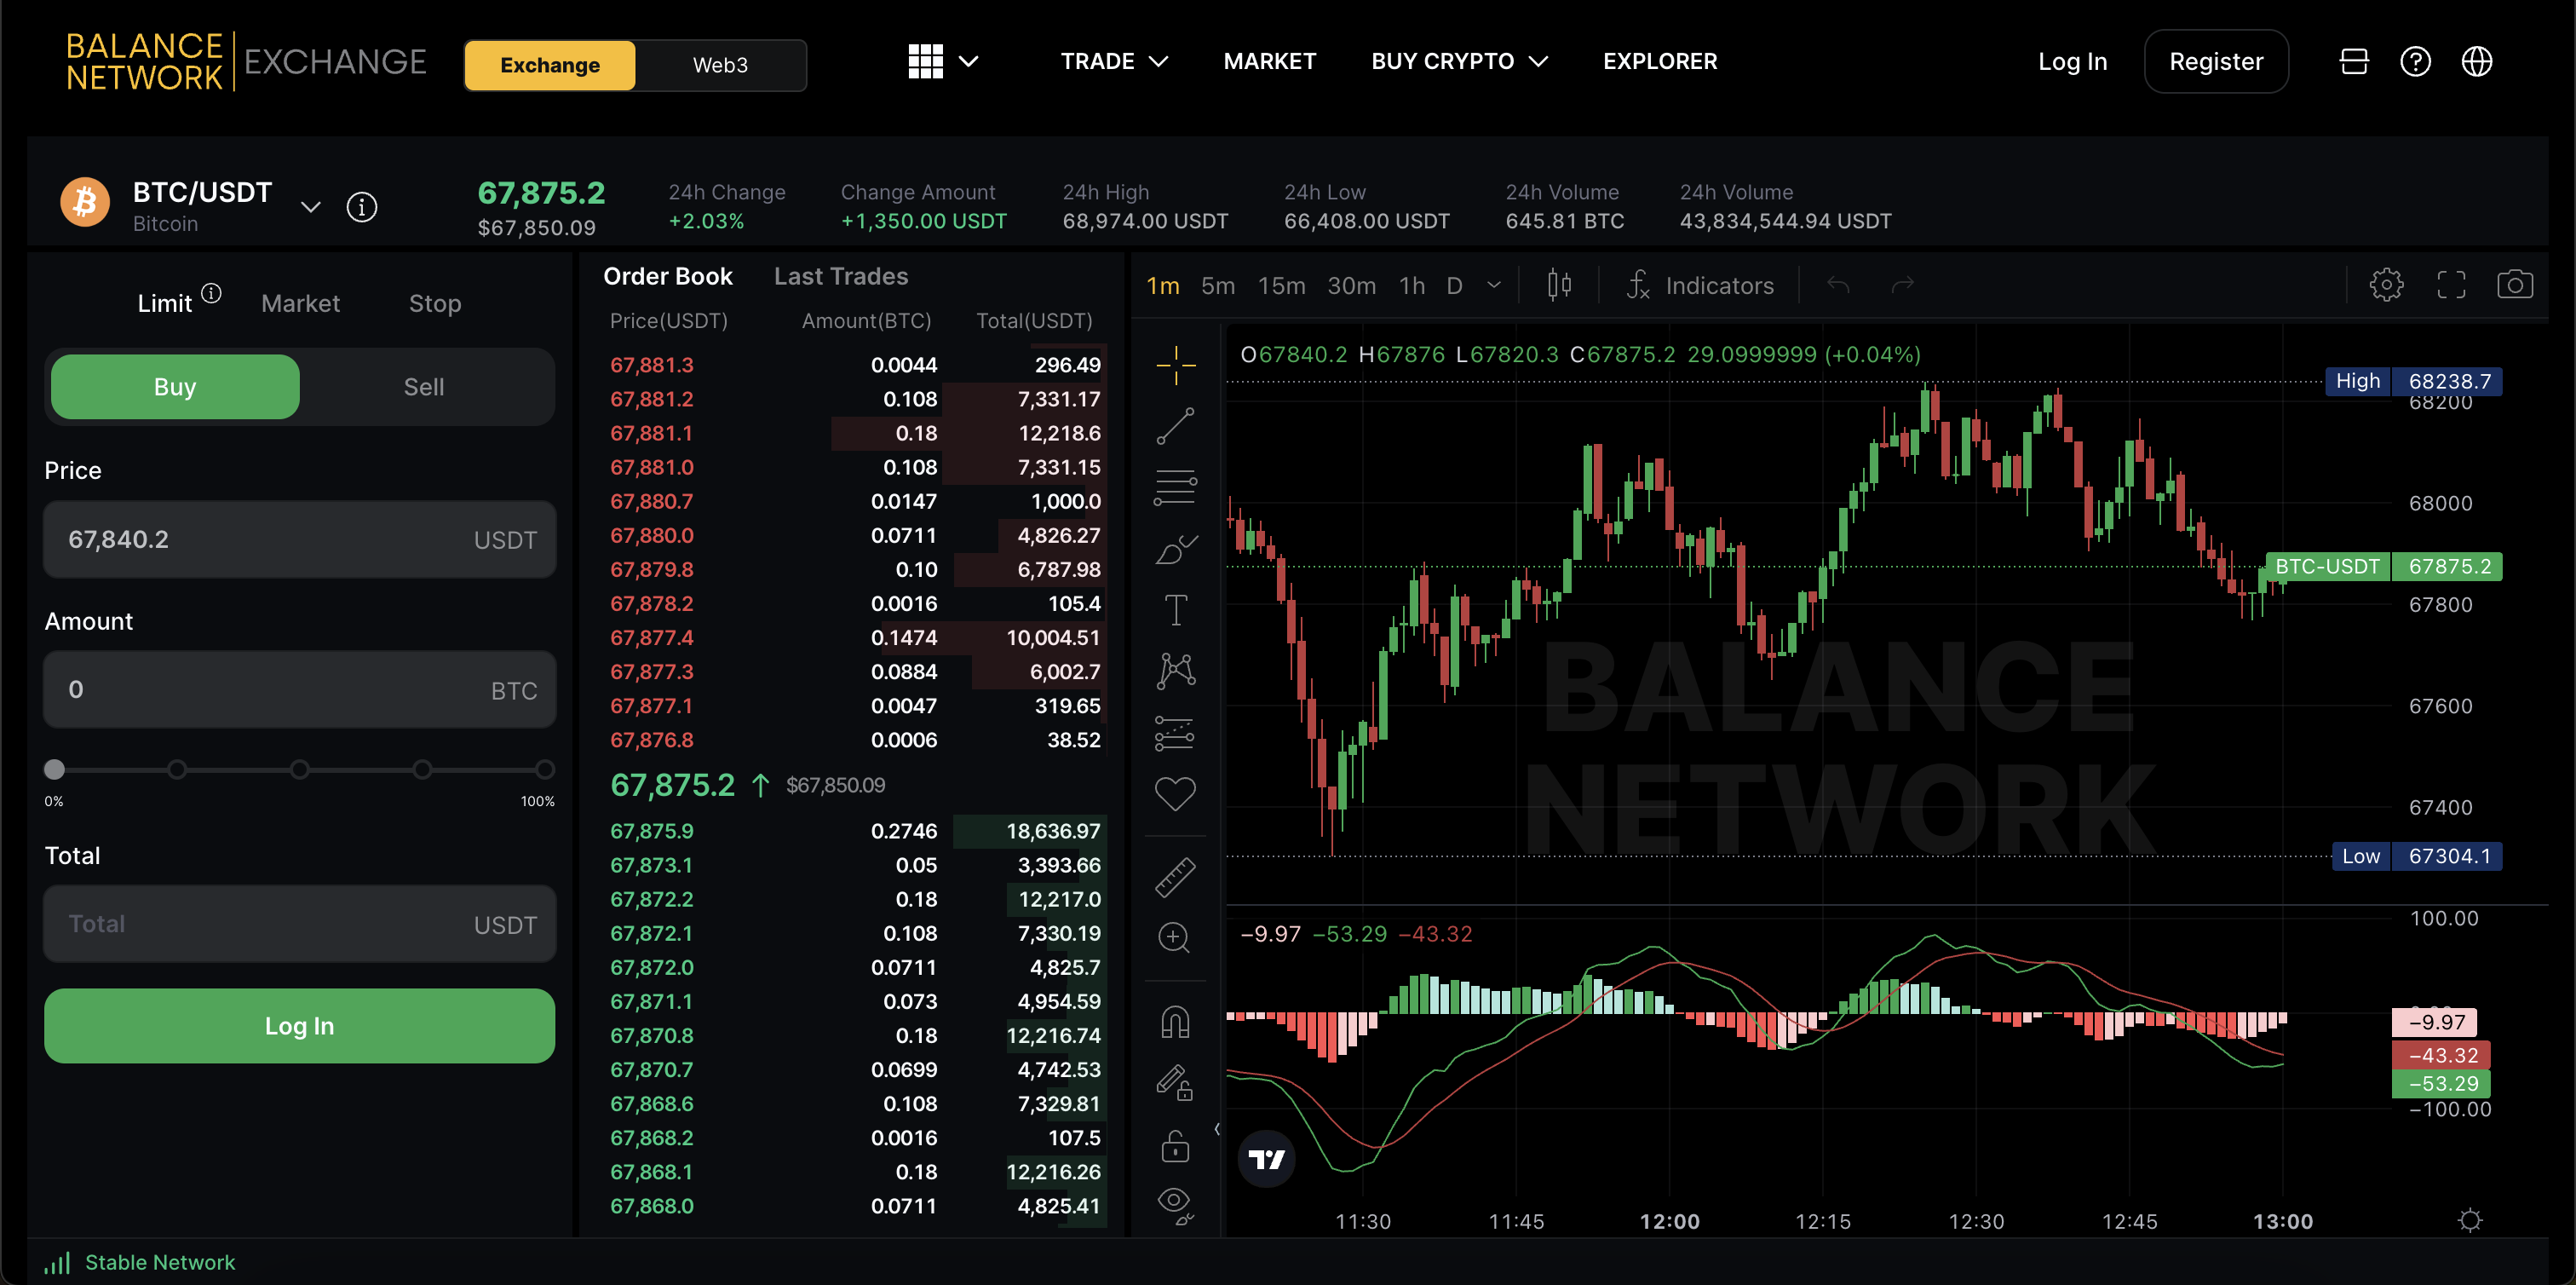 BALANCE
NETWORK
EXCHANGE
Exchange
Web3
TRADE
MARKET
BUY CRYPTO
EXPLORER
Log In
Register
BTC/USDT
Bitcoin
67,875.2
$67,850.09
24h Change
+2.03%
Change Amount
+1,350.00 USDT
24h High
68,974.00 USDT
24h Low
66,408.00 USDT
24h Volume
645.81 BTC
24h Volume
43,834,544.94 USDT
Limit
Market
Stop
Buy
Sell
Price
67,840.2 USDT
Amount
0 BTC
0% 100%
Total
Total USDT
Log In
Order Book Last Trades
Price(USDT) Amount(BTC) Total(USDT)
67,881.3 0.0044 296.49
67,881.2 0.108 7,331.17
67,881.1 0.18 12,218.6
67,881.0 0.108 7,331.15
67,880.7 0.0147 1,000.0
67,880.0 0.0711 4,826.27
67,879.8 0.10 6,787.98
67,878.2 0.0016 105.4
67,877.4 0.1474 10,004.51
67,877.3 0.0884 6,002.7
67,877.1 0.0047 319.65
67,876.8 0.0006 38.52
67,875.2 ↑ $67,850.09
67,875.9 0.2746 18,636.97
67,873.1 0.05 3,393.66
67,872.2 0.18 12,217.0
67,872.1 0.108 7,330.19
67,872.0 0.0711 4,825.7
67,871.1 0.073 4,954.59
67,870.8 0.18 12,216.74
67,870.7 0.0699 4,742.53
67,868.6 0.108 7,329.81
67,868.2 0.0016 107.5
67,868.1 0.18 12,216.26
67,868.0 0.0711 4,825.41
1m 5m 15m 30m 1h D Indicators
O67840.2 H67876 L67820.3 C67875.2 29.0999999 (+0.04%)
High 68238.7
68200
68000
BTC-USDT 67875.2
67800
BALANCE
NETWORK
67600
67400
Low 67304.1
−9.97 −53.29 −43.32
100.00
−9.97
−43.32
−53.29
−100.00
11:30 11:45 12:00 12:15 12:30 12:45 13:00
Stable Network